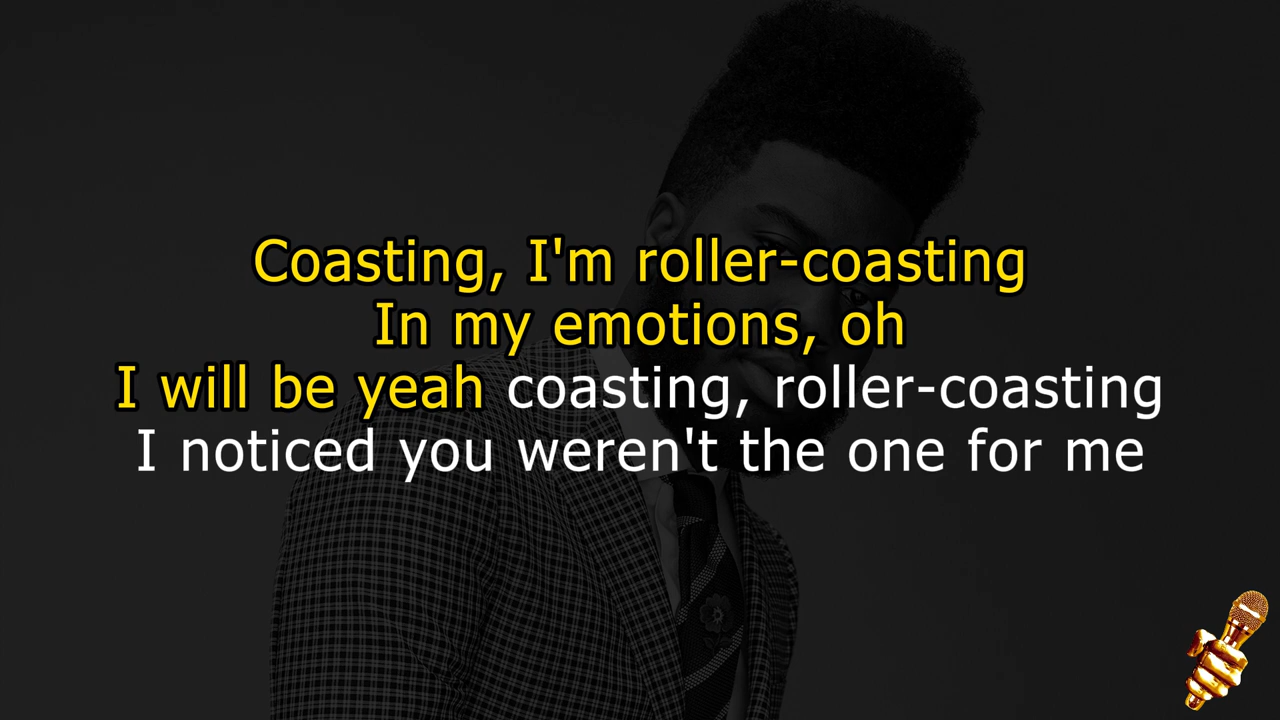 Coasting, I'm roller-coasting
In my emotions, oh
I will be yeah coasting, roller-coasting
I noticed you weren't the one for me